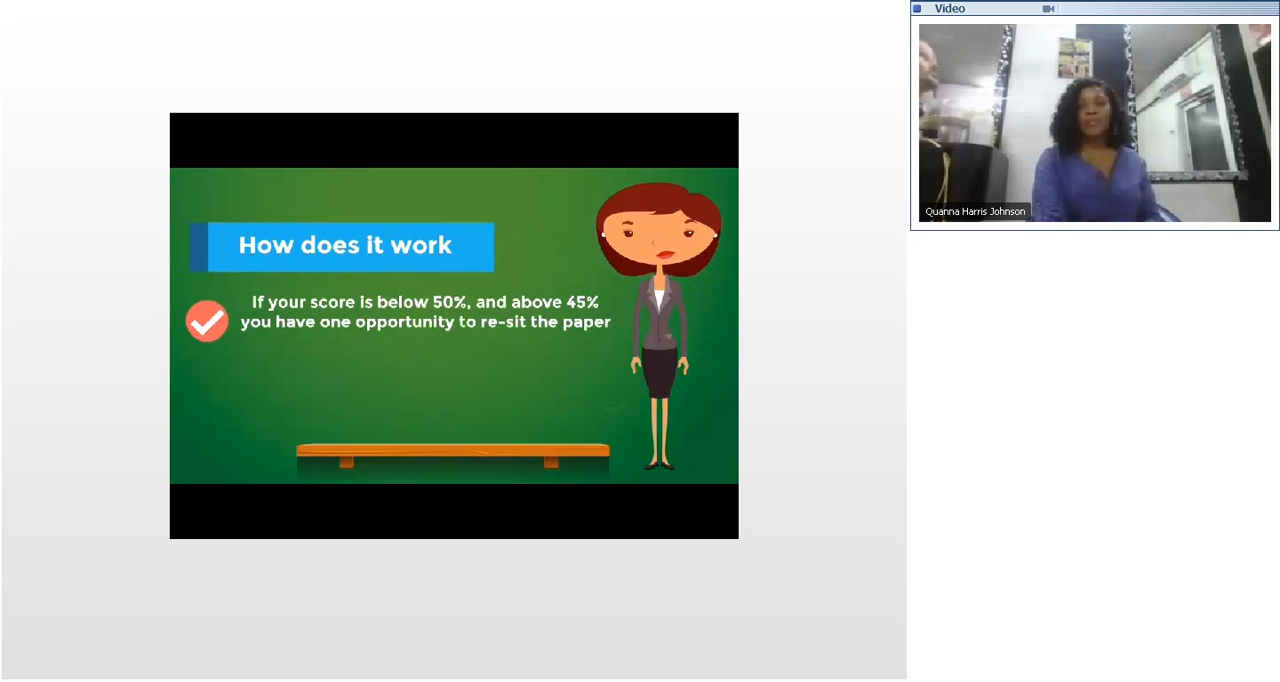 How does it work
If your score is below 50%, and above 45%
you have one opportunity to re-sit the paper
Video
Quanna Harris Johnson